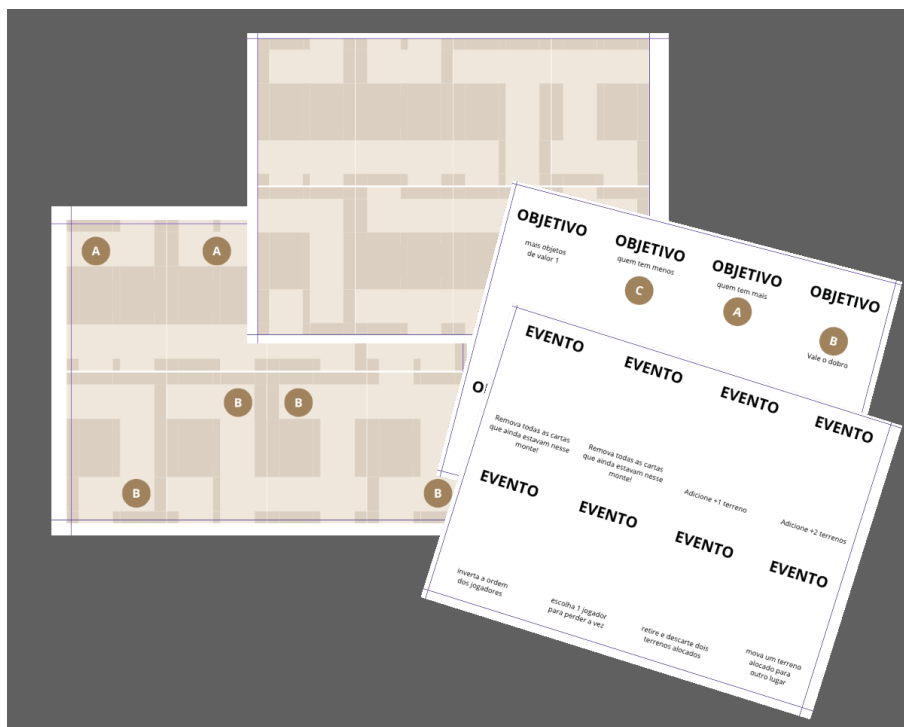 A
A
B
B
B
B
OBJETIVO
mais objetos
de valor 1
OBJETIVO
quem tem menos
C
OBJETIVO
quem tem mais
A
OBJETIVO
B
Vale o dobro
EVENTO
Remova todas as cartas
que ainda estavam nesse
monte!
EVENTO
Remova todas as cartas
que ainda estavam nesse
monte!
EVENTO
Adicione +1 terreno
EVENTO
Adicione +2 terrenos
EVENTO
inverta a ordem
dos jogadores
EVENTO
escolha 1 jogador
para perder a vez
EVENTO
retire e descarte dois
terrenos alocados
EVENTO
mova um terreno
alocado para
outro lugar